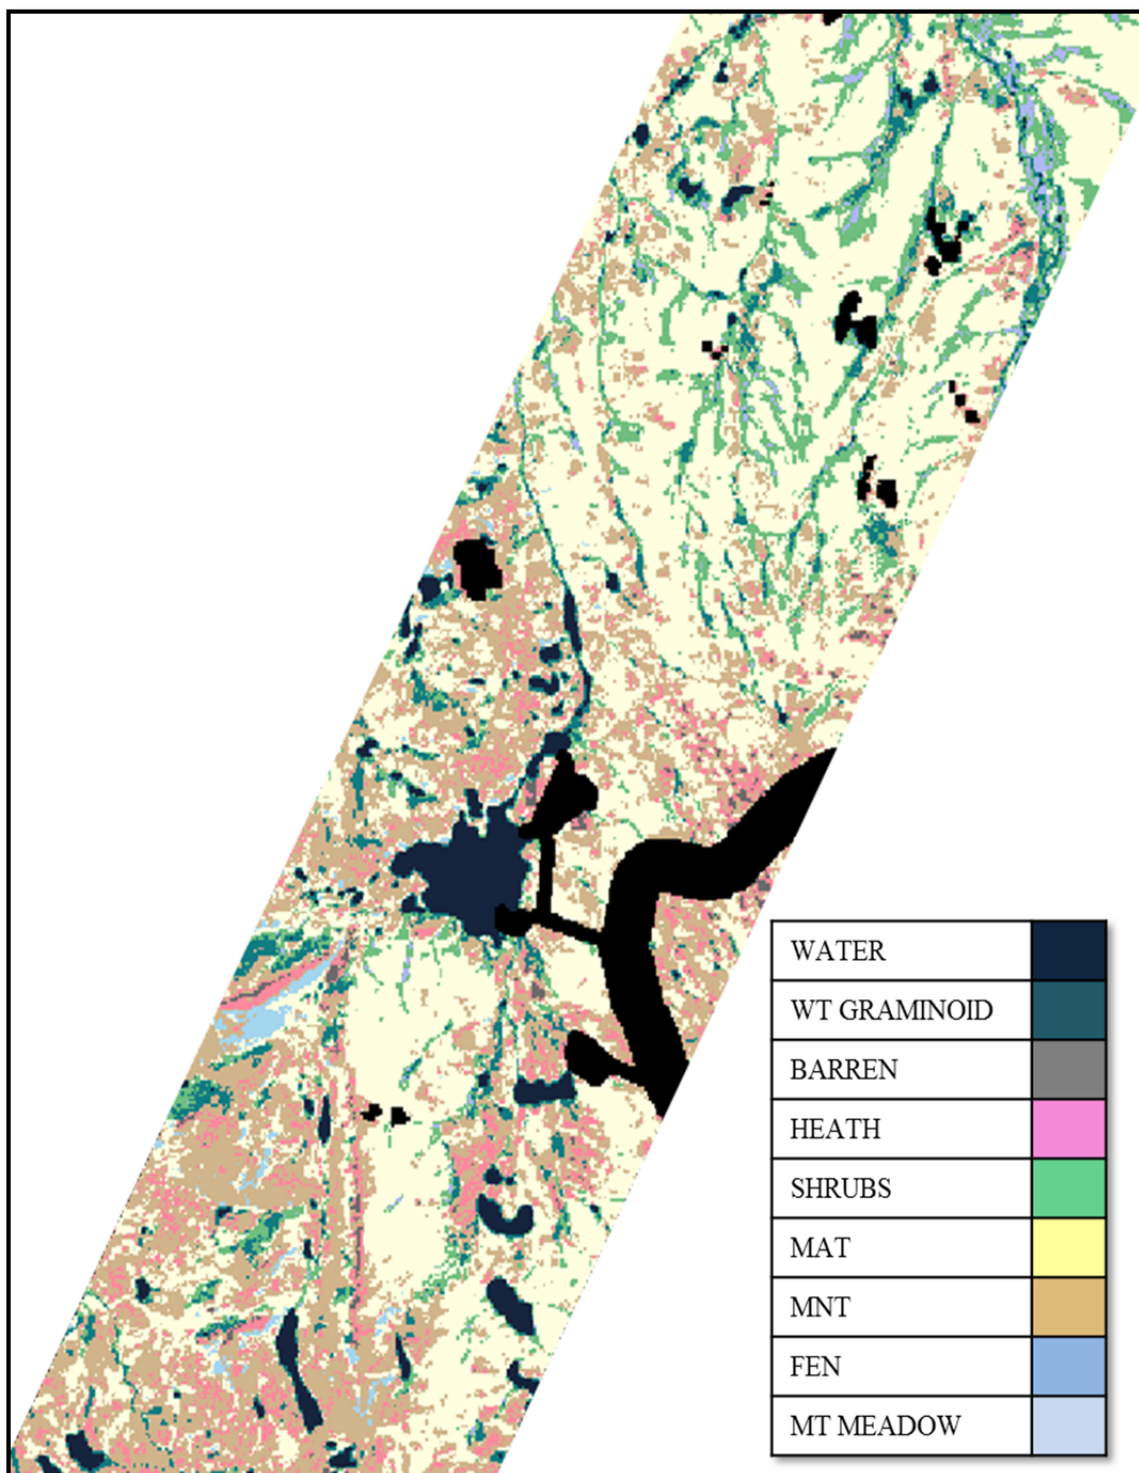 WATER
WT GRAMINOID
BARREN
HEATH
SHRUBS
MAT
MNT
FEN
MT MEADOW